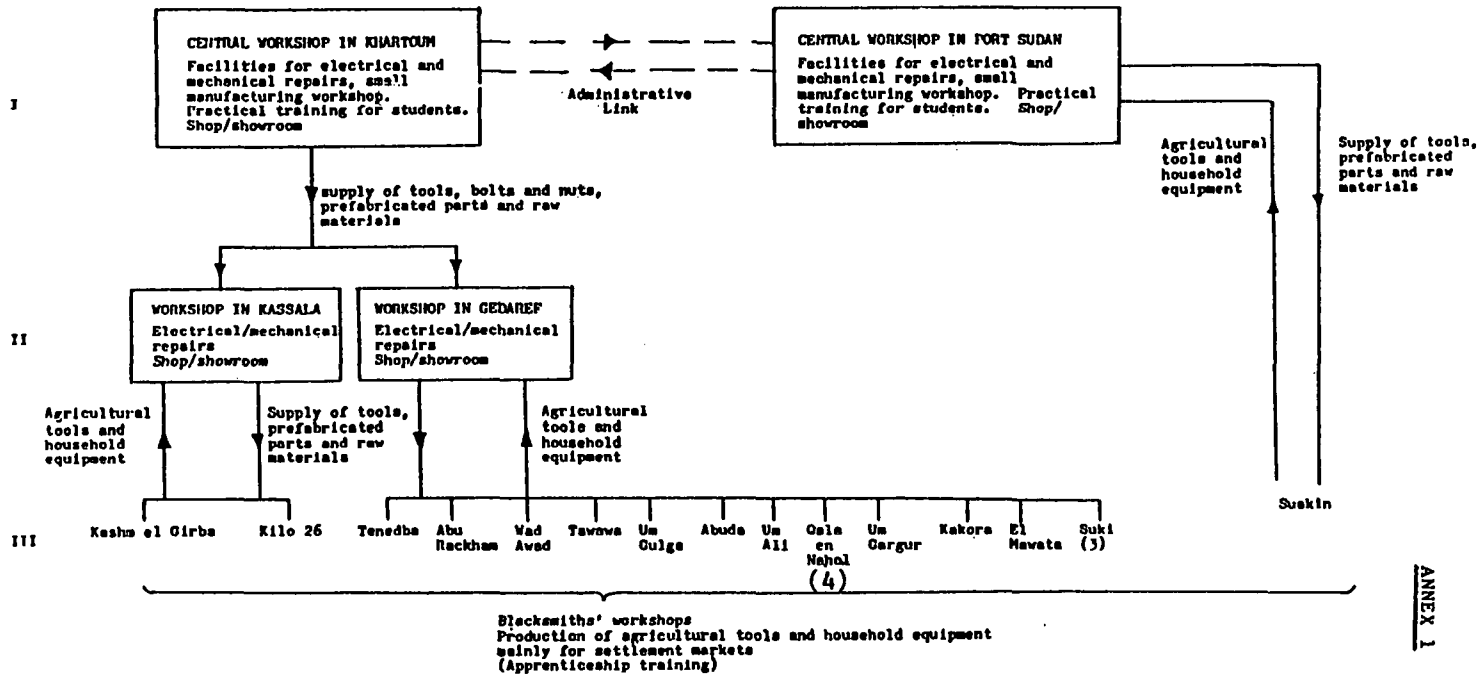 CENTRAL WORKSHOP IN KHARTOUM
Facilities for electrical and
mechanical repairs, small
manufacturing workshop.
Practical training for students.
Shop/showroom
Administrative
Link
CENTRAL WORKSHOP IN PORT SUDAN
Facilities for electrical and
mechanical repairs, small
manufacturing workshop. Practical
training for students. Shop/
showroom
I
Agricultural
tools and
household
equipment
Supply of tools,
prefabricated
parts and raw
materials
supply of tools, bolts and nuts,
prefabricated parts and raw
materials
II
WORKSHOP IN KASSALA
Electrical/mechanical
repairs
Shop/showroom
WORKSHOP IN GEDAREF
Electrical/mechanical
repairs
Shop/showroom
Agricultural
tools and
household
equipment
Supply of tools,
prefabricated
parts and raw
materials
Agricultural
tools and
household
equipment
III
Kashm el Girba
Kilo 26
Tenedba
Abu
Rackham
Wad
Awad
Tawawa
Um
Gulga
Abuda
Um
Ali
Qala
en
Nahal
(4)
Um
Gargur
Kakora
El
Mawata
Suki
(3)
Suakin
Blacksmiths' workshops
Production of agricultural tools and household equipment
mainly for settlement markets
(Apprenticeship training)
ANNEX 1